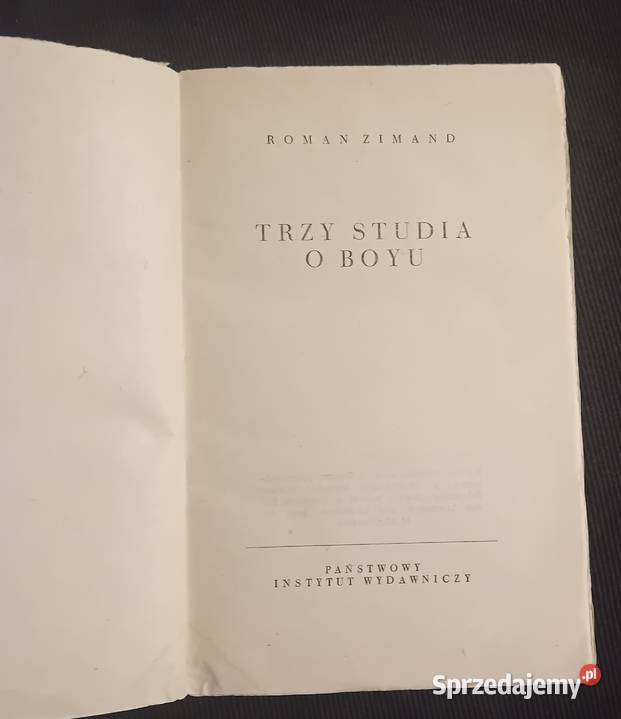 ROMAN ZIMAND
TRZY STUDIA
O BOYU
PAŃSTWOWY
INSTYTUT WYDAWNICZY
Sprzedajemy.pl